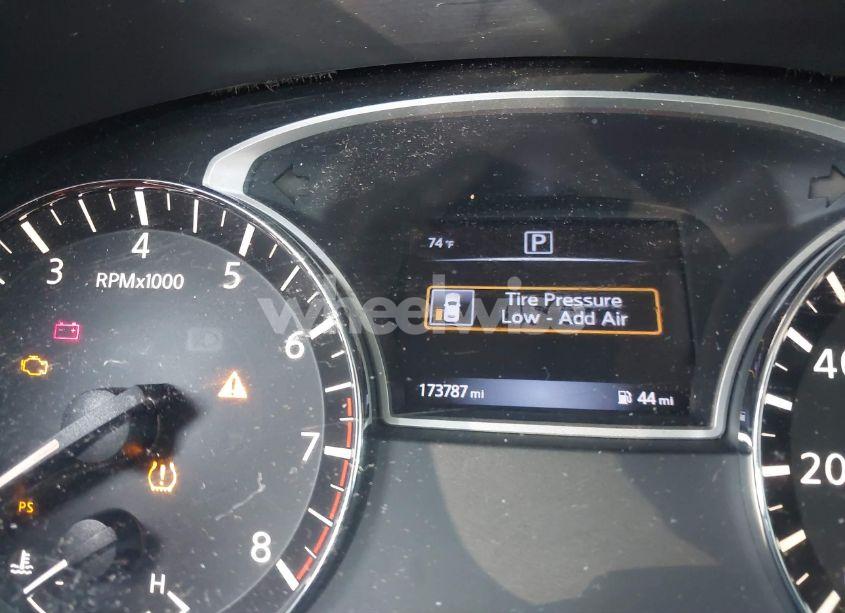 74°F
P
Tire Pressure
Low - Add Air
173787 mi
44 mi
3
4
5
6
7
8
RPMx1000
PS
H
40
20
wheelwise